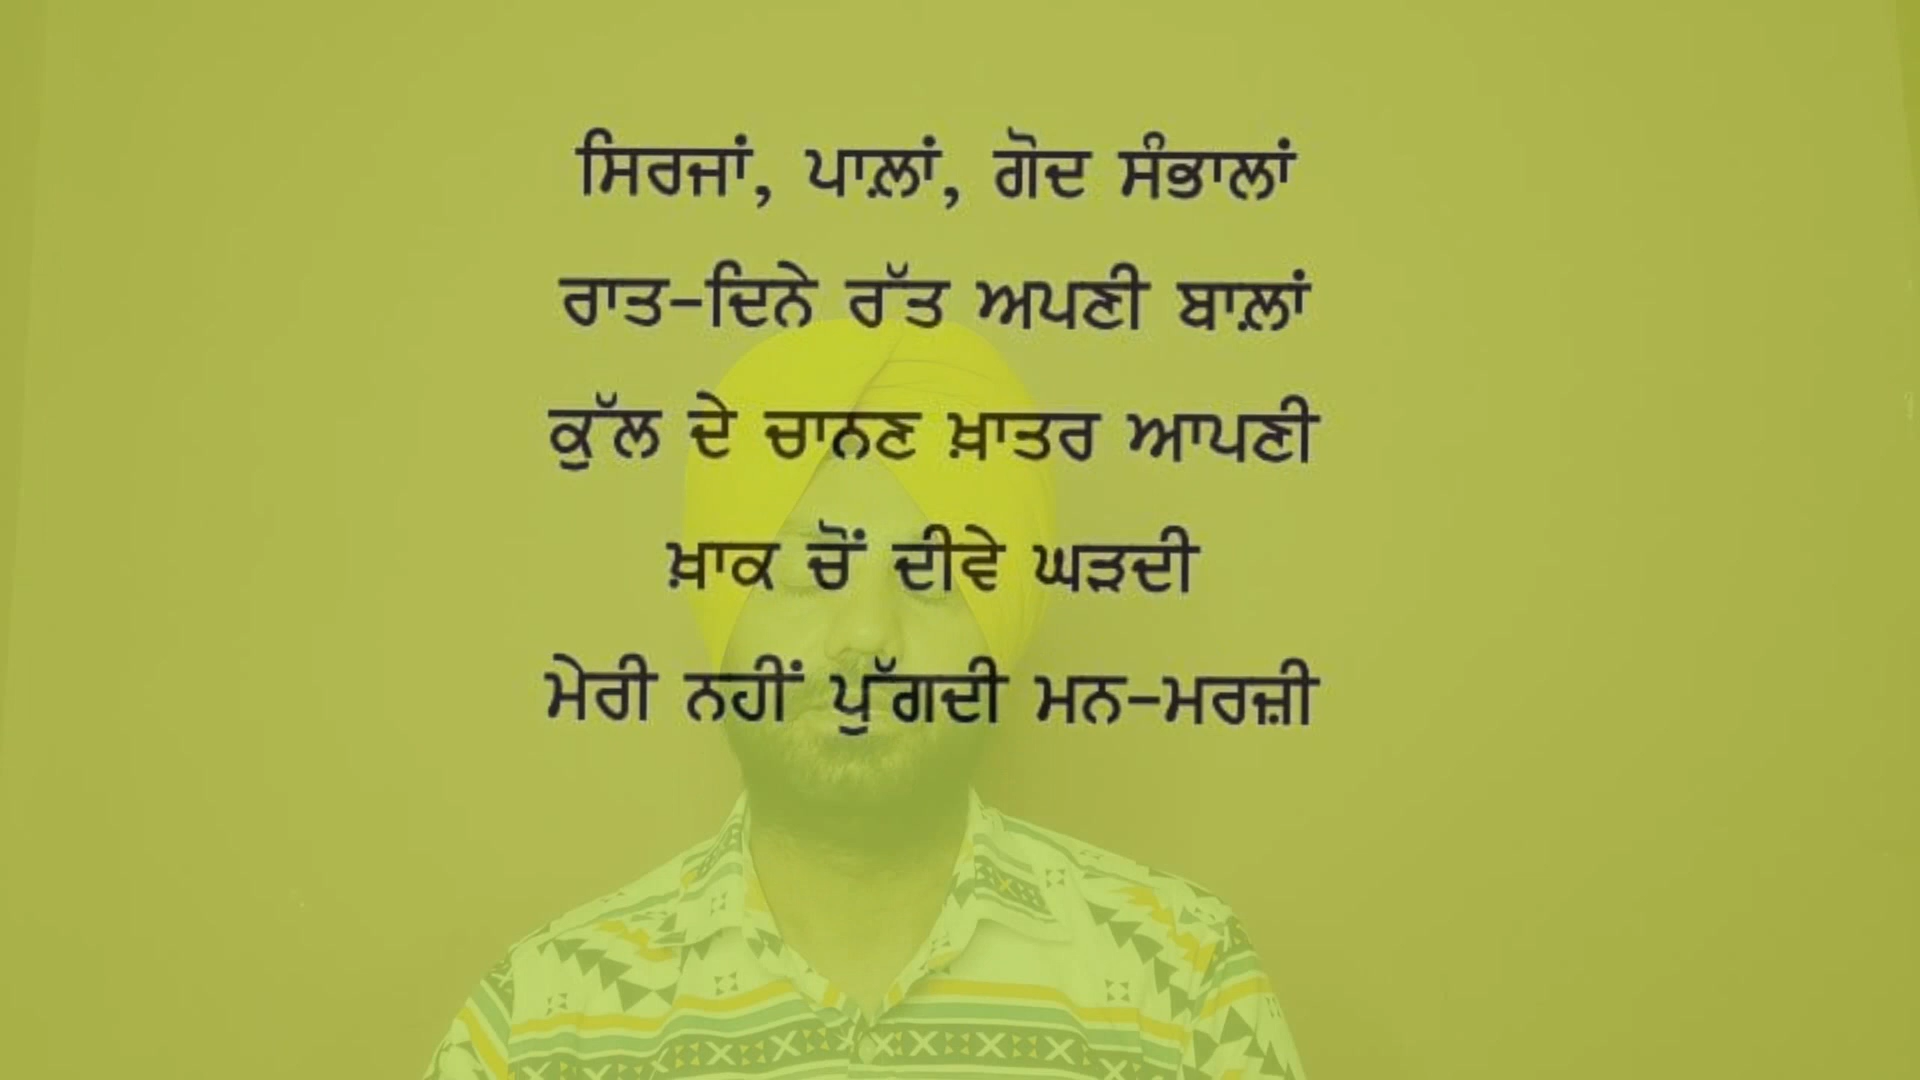 ਸਿਰਜਾਂ, ਪਾਲ਼ਾਂ, ਗੋਦ ਸੰਭਾਲਾਂ
ਰਾਤ-ਦਿਨੇ ਰੱਤ ਅਪਣੀ ਬਾਲ਼ਾਂ
ਕੁੱਲ ਦੇ ਚਾਨਣ ਖ਼ਾਤਰ ਆਪਣੀ
ਖ਼ਾਕ ਚੋਂ ਦੀਵੇ ਘੜਦੀ
ਮੇਰੀ ਨਹੀਂ ਪੁੱਗਦੀ ਮਨ-ਮਰਜ਼ੀ